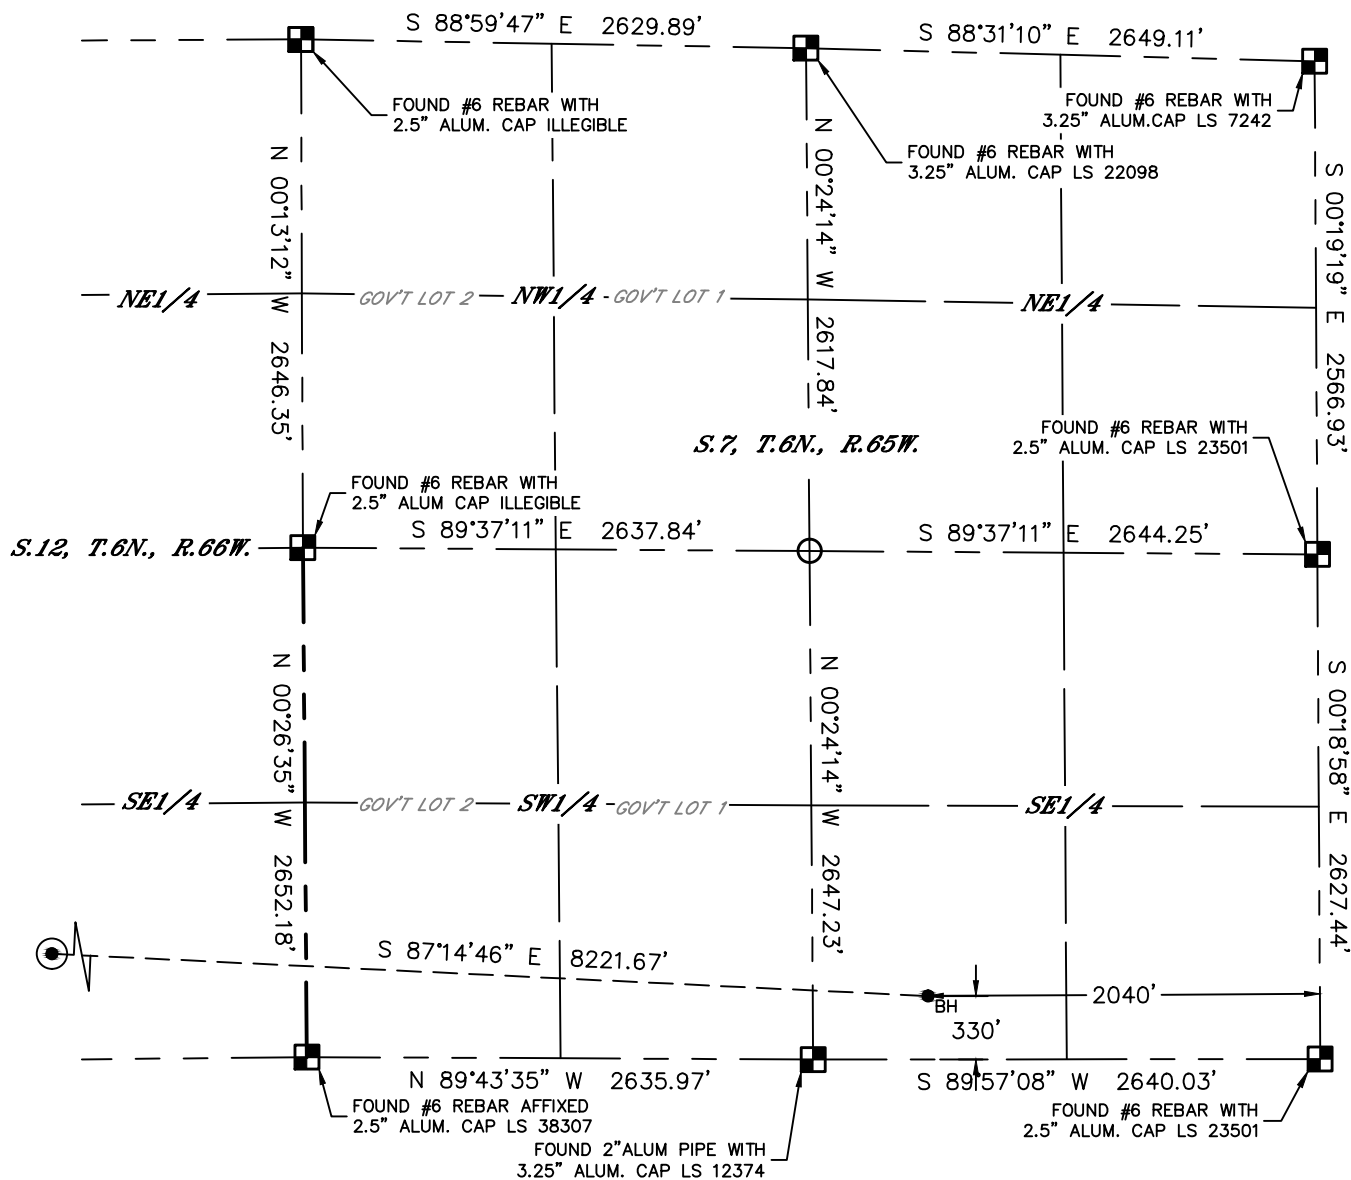 S 88°59'47" E 2629.89'
S 88°31'10" E 2649.11'
FOUND #6 REBAR WITH
2.5" ALUM. CAP ILLEGIBLE
FOUND #6 REBAR WITH
3.25" ALUM. CAP LS 22098
FOUND #6 REBAR WITH
3.25" ALUM.CAP LS 7242
N 00°13'12" W 2646.35'
N 00°24'14" W 2617.84'
S 00°19'19" E 2566.93'
NE1/4
GOV'T LOT 2
NW1/4
GOV'T LOT 1
NE1/4
S.7, T.6N., R.65W.
FOUND #6 REBAR WITH
2.5" ALUM. CAP LS 23501
FOUND #6 REBAR WITH
2.5" ALUM CAP ILLEGIBLE
S.12, T.6N., R.66W.
S 89°37'11" E 2637.84'
S 89°37'11" E 2644.25'
N 00°26'35" W 2652.18'
N 00°24'14" W 2647.23'
S 00°18'58" E 2627.44'
SE1/4
GOV'T LOT 2
SW1/4
GOV'T LOT 1
SE1/4
S 87°14'46" E 8221.67'
BH
2040'
330'
N 89°43'35" W 2635.97'
S 89°57'08" W 2640.03'
FOUND #6 REBAR AFFIXED
2.5" ALUM. CAP LS 38307
FOUND 2"ALUM PIPE WITH
3.25" ALUM. CAP LS 12374
FOUND #6 REBAR WITH
2.5" ALUM. CAP LS 23501